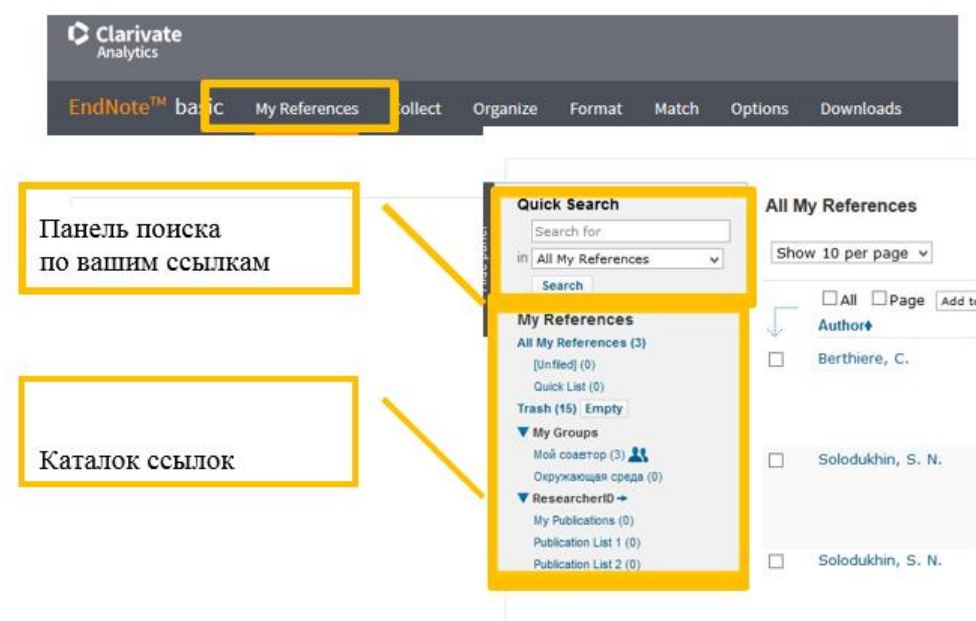 Clarivate
Analytics
EndNote™ basic My References Collect Organize Format Match Options Downloads
Панель поиска
по вашим ссылкам
Каталок ссылок
Quick Search
Search for
in All My References
Search
My References
All My References (3)
[Unfiled] (0)
Quick List (0)
Trash (15) Empty
My Groups
Мой соавтор (3)
Окружающая среда (0)
ResearcherID
My Publications (0)
Publication List 1 (0)
Publication List 2 (0)
All My References
Show 10 per page
All Page Add to
Author
Berthiere, C.
Solodukhin, S. N.
Solodukhin, S. N.